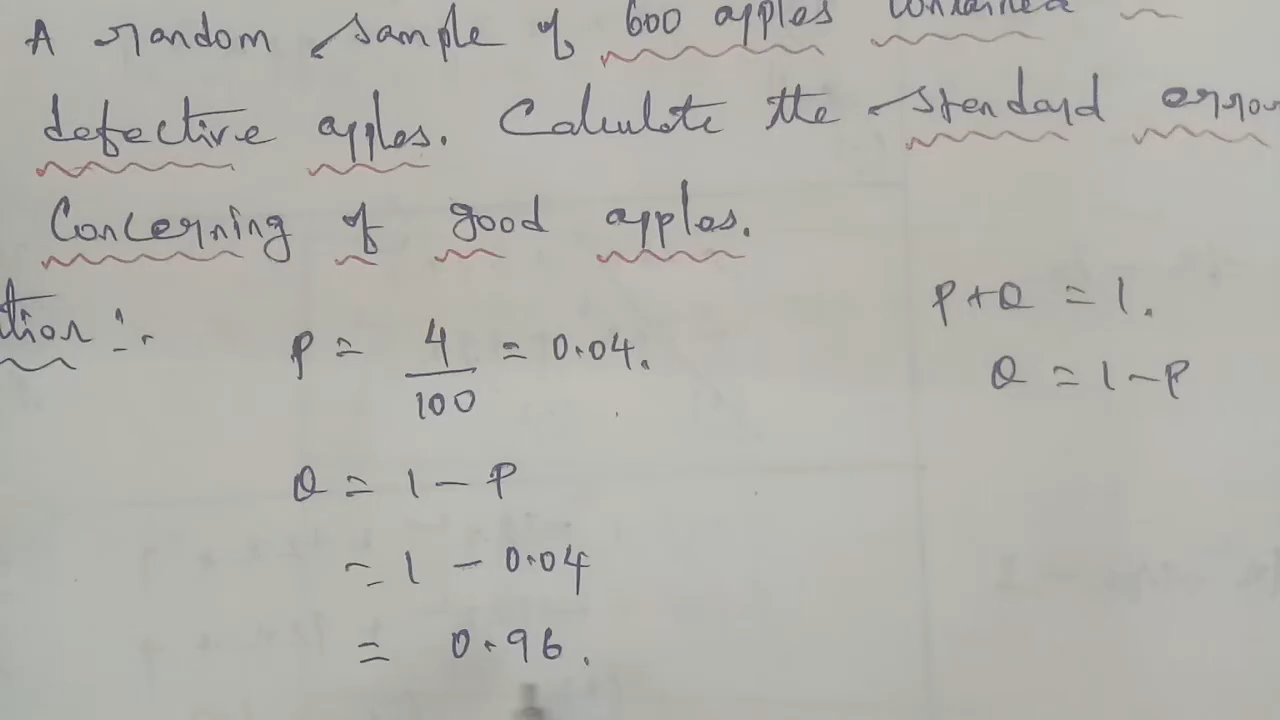 A random sample of 600 apples contained
defective apples. Calculate the standard error
Concerning of good apples.
tion :-
P + Q = 1.
P = 4/100 = 0.04.
Q = 1 - P
Q = 1 - P
= 1 - 0.04
= 0.96.